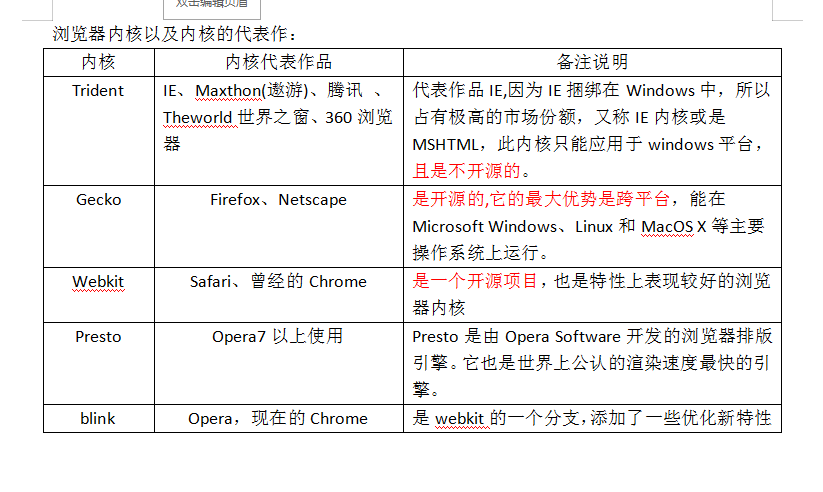 双击编辑页眉
浏览器内核以及内核的代表作：
内核 内核代表作品 备注说明
Trident IE、Maxthon(遨游)、腾讯 、 代表作品 IE,因为 IE 捆绑在 Windows 中，所以
Theworld 世界之窗、360 浏览 占有极高的市场份额，又称 IE 内核或是
器 MSHTML，此内核只能应用于 windows 平台，
且是不开源的。
Gecko Firefox、Netscape 是开源的,它的最大优势是跨平台，能在
Microsoft Windows、Linux 和 MacOS X 等主要
操作系统上运行。
Webkit Safari、曾经的 Chrome 是一个开源项目，也是特性上表现较好的浏览
器内核
Presto Opera7 以上使用 Presto 是由 Opera Software 开发的浏览器排版
引擎。它也是世界上公认的渲染速度最快的引
擎。
blink Opera，现在的 Chrome 是 webkit 的一个分支，添加了一些优化新特性